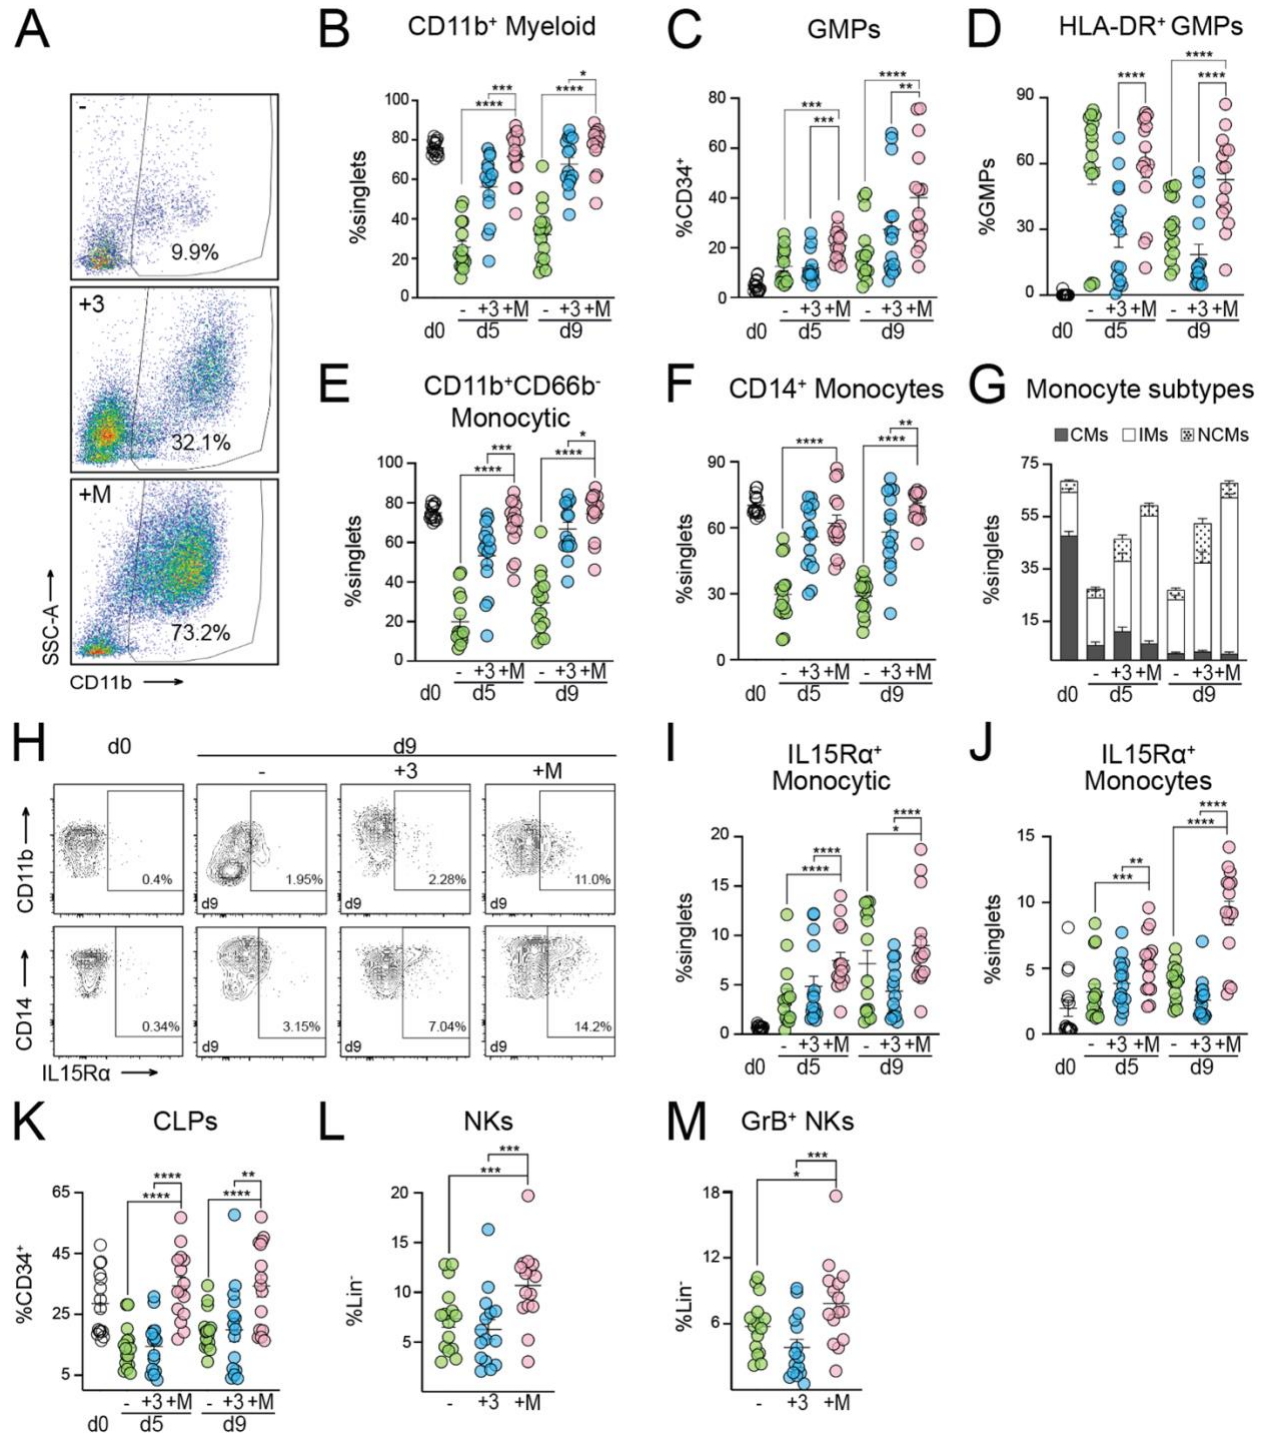 A
-
9.9%
+3
32.1%
+M
73.2%
SSC-A
CD11b
B
CD11b⁺ Myeloid
*
***
****
****
%singlets
100
80
60
40
20
0
- +3 +M - +3 +M
d0 d5 d9
C
GMPs
****
**
***
***
%CD34⁺
80
60
40
20
0
- +3 +M - +3 +M
d0 d5 d9
D
HLA-DR⁺ GMPs
****
**** ****
%GMPs
90
60
30
0
- +3 +M - +3 +M
d0 d5 d9
E
CD11b⁺CD66b⁻
Monocytic
*
***
****
****
%singlets
100
80
60
40
20
0
- +3 +M - +3 +M
d0 d5 d9
F
CD14⁺ Monocytes
**
****
****
%singlets
90
60
30
0
- +3 +M - +3 +M
d0 d5 d9
G
Monocyte subtypes
CMs IMs NCMs
%singlets
75
55
35
15
- +3 +M - +3 +M
d0 d5 d9
H
d0 d9
- +3 +M
CD11b
0.4% 1.95% 2.28% 11.0%
d9 d9 d9
CD14
0.34% 3.15% 7.04% 14.2%
d9 d9 d9
IL15Rα
I
IL15Rα⁺
Monocytic
****
*
****
****
%singlets
20
15
10
5
0
- +3 +M - +3 +M
d0 d5 d9
J
IL15Rα⁺
Monocytes
****
****
**
***
%singlets
15
10
5
0
- +3 +M - +3 +M
d0 d5 d9
K
CLPs
**** **
**** ****
%CD34⁺
65
45
25
5
- +3 +M - +3 +M
d0 d5 d9
L
NKs
***
***
%Lin⁻
20
15
10
5
- +3 +M
M
GrB⁺ NKs
***
*
%Lin⁻
18
12
6
- +3 +M